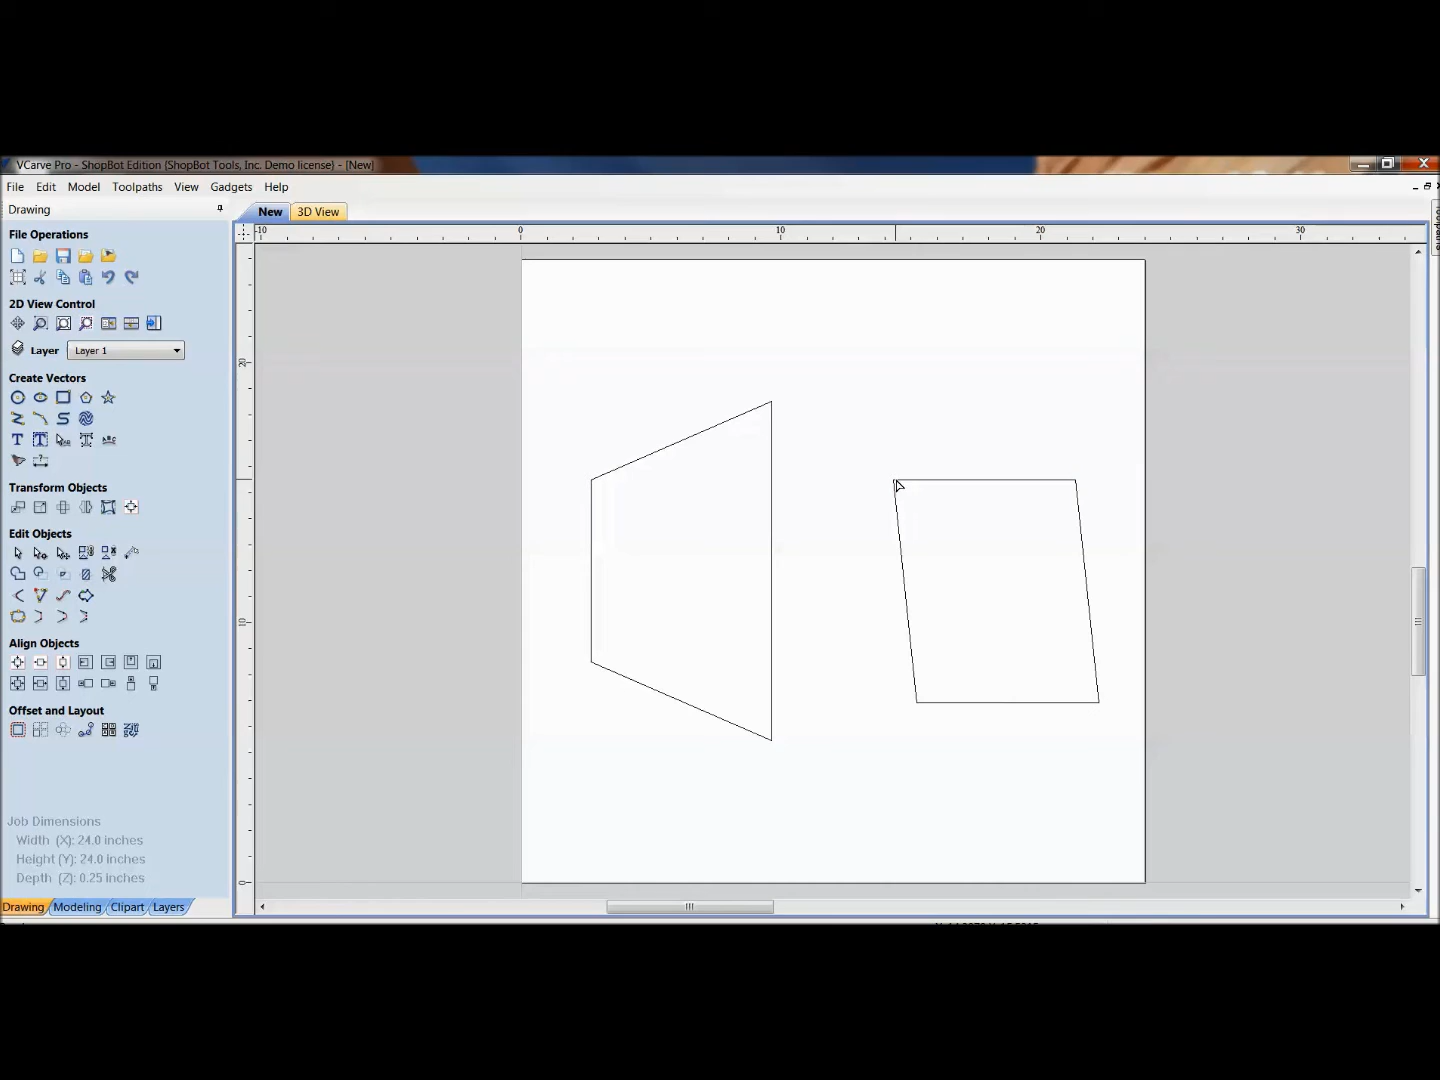 VCarve Pro - ShopBot Edition {ShopBot Tools, Inc. Demo license} - [New]
File Edit Model Toolpaths View Gadgets Help
Drawing
New 3D View
File Operations
-10 0 10 20 30
2D View Control
Layer Layer 1
20
Create Vectors
Transform Objects
Edit Objects
10
Align Objects
Offset and Layout
Job Dimensions
Width (X): 24.0 inches
Height (Y): 24.0 inches
Depth (Z): 0.25 inches
0
Drawing Modeling Clipart Layers